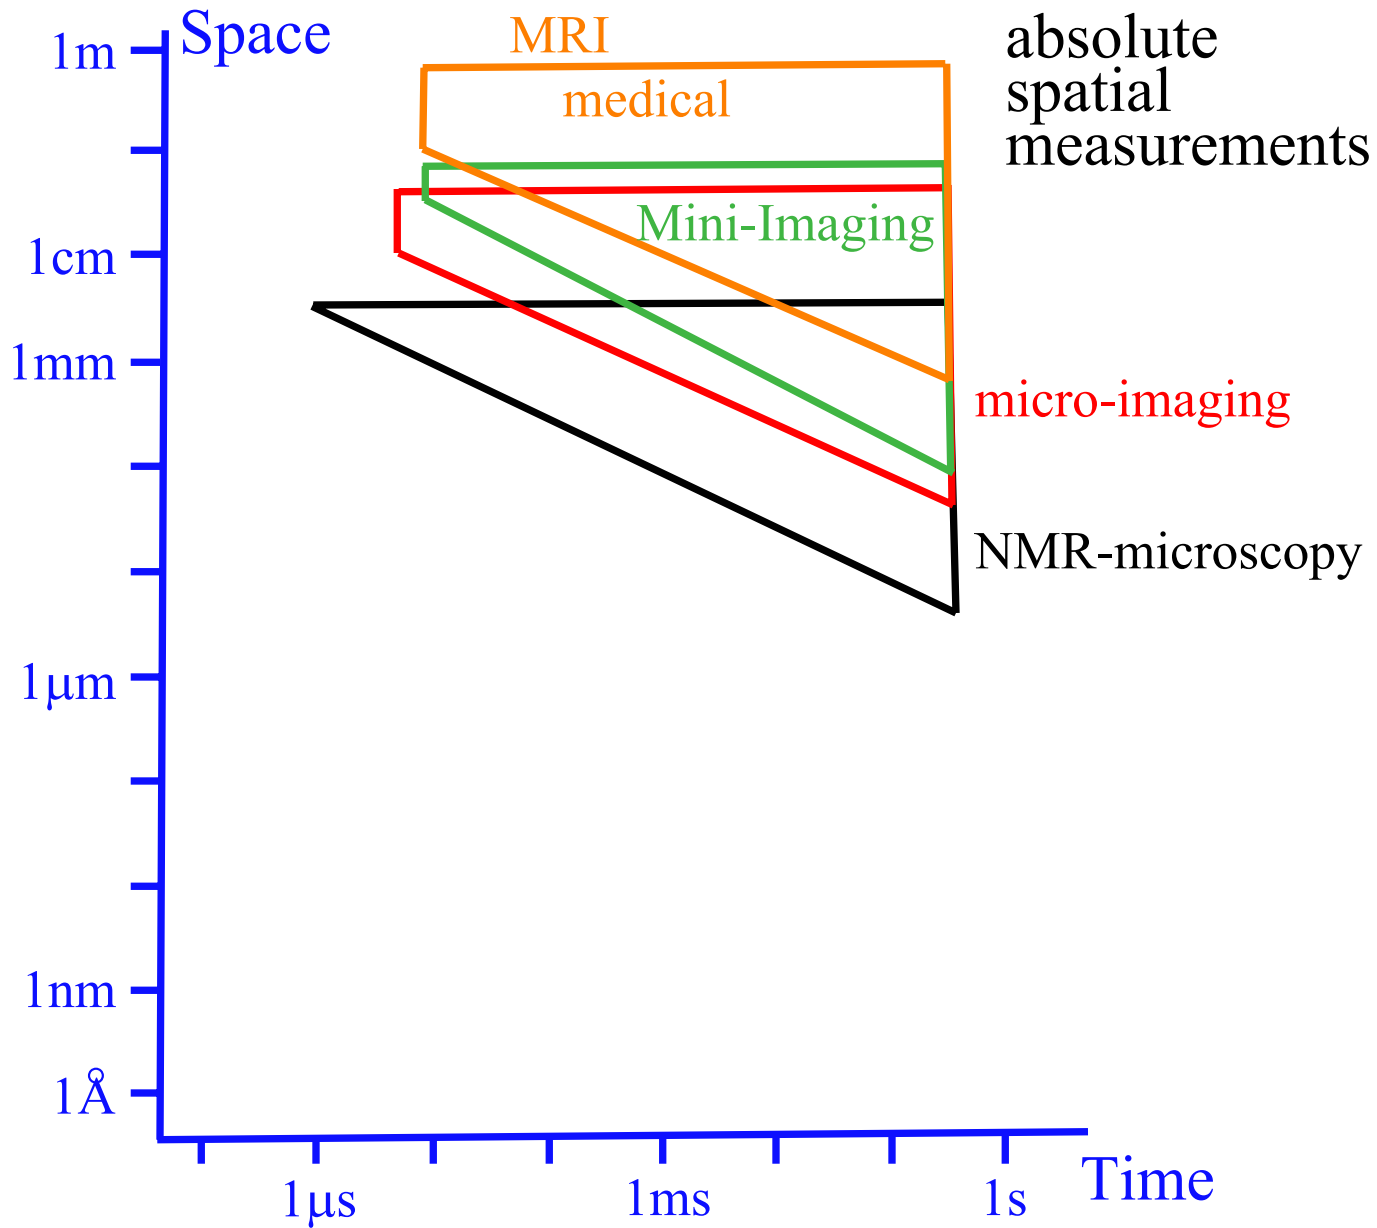 Space
MRI
medical
absolute
spatial
measurements
Mini-Imaging
micro-imaging
NMR-microscopy
1m
1cm
1mm
1μm
1nm
1Å
1μs
1ms
1s
Time